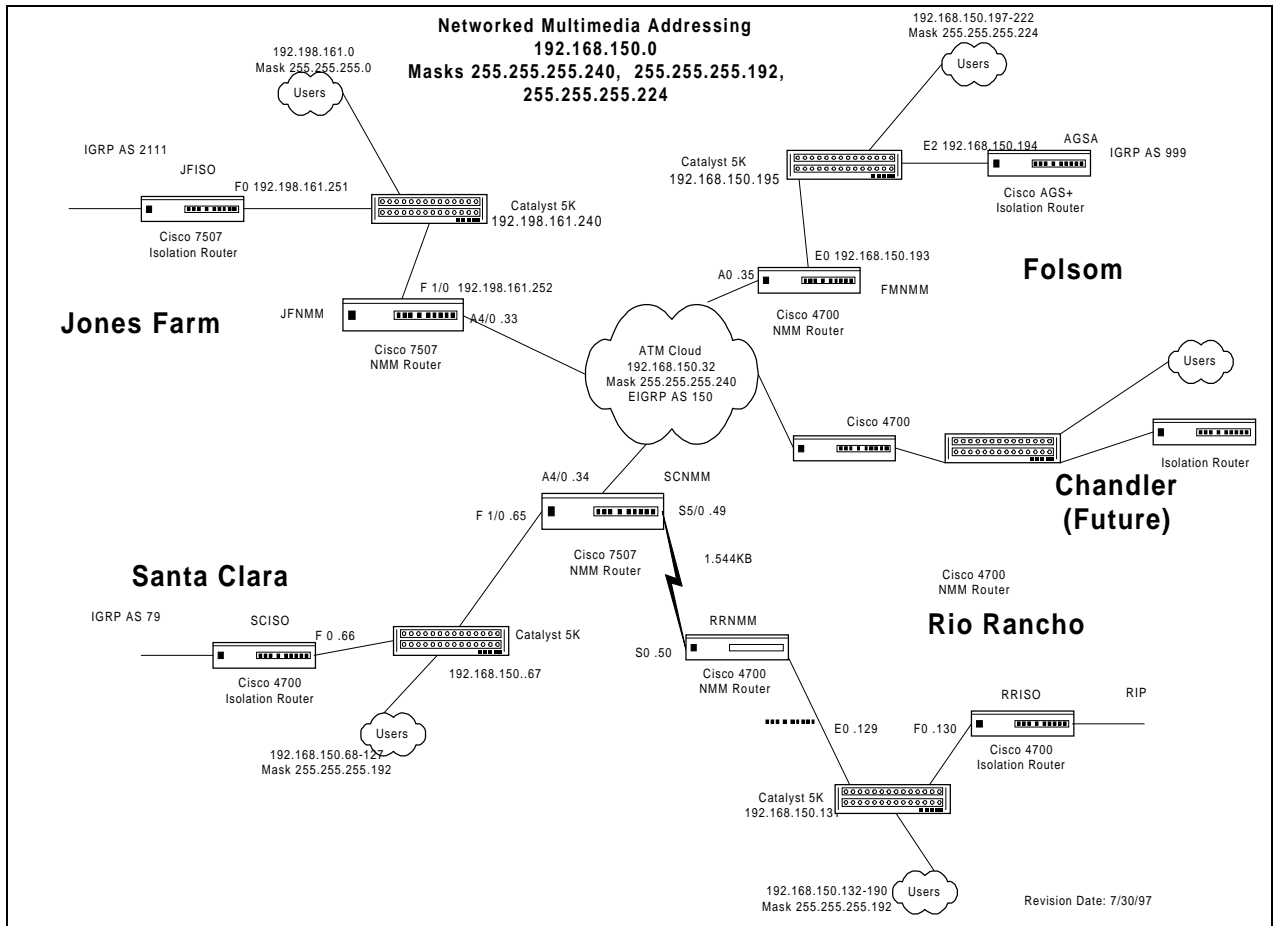 Networked Multimedia Addressing
192.168.150.0
Masks 255.255.255.240, 255.255.255.192,
255.255.255.224
192.198.161.0
Mask 255.255.255.0
Users
IGRP AS 2111
JFISO
F0 192.198.161.251
Cisco 7507
Isolation Router
Catalyst 5K
192.198.161.240
F 1/0 192.198.161.252
JFNMM
A4/0 .33
Cisco 7507
NMM Router
Jones Farm
192.168.150.197-222
Mask 255.255.255.224
Users
Catalyst 5K
192.168.150.195
E2 192.168.150.194
AGSA
IGRP AS 999
Cisco AGS+
Isolation Router
E0 192.168.150.193
A0 .35
FMNMM
Cisco 4700
NMM Router
Folsom
ATM Cloud
192.168.150.32
Mask 255.255.255.240
EIGRP AS 150
Users
Cisco 4700
Isolation Router
Chandler
(Future)
A4/0 .34
SCNMM
F 1/0 .65
S5/0 .49
Cisco 7507
NMM Router
1.544KB
Santa Clara
IGRP AS 79
SCISO
F 0 .66
Cisco 4700
Isolation Router
Catalyst 5K
192.168.150..67
Users
192.168.150.68-127
Mask 255.255.255.192
Cisco 4700
NMM Router
Rio Rancho
RRNMM
S0 .50
Cisco 4700
NMM Router
E0 .129
F0 .130
RRISO
RIP
Cisco 4700
Isolation Router
Catalyst 5K
192.168.150.131
192.168.150.132-190
Mask 255.255.255.192
Users
Revision Date: 7/30/97